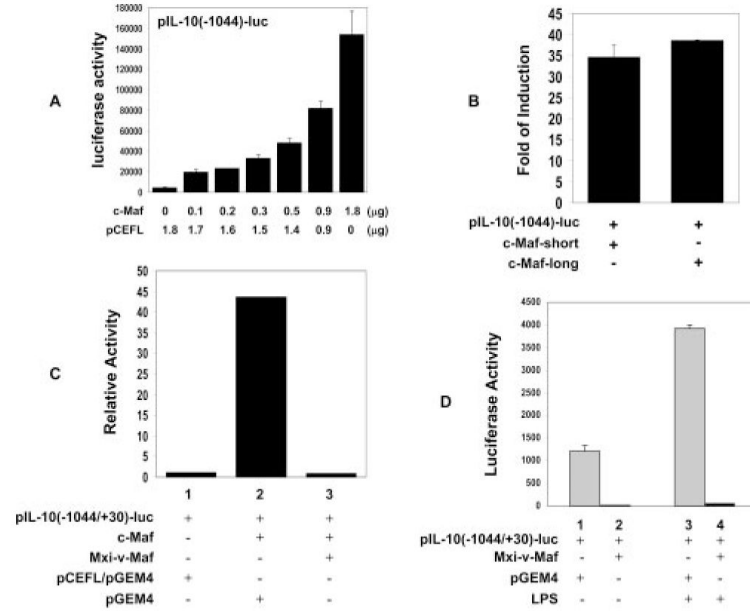 pIL-10(-1044)-luc
A
luciferase activity
180000
160000
140000
120000
100000
80000
60000
40000
20000
0
c-Maf 0 0.1 0.2 0.3 0.5 0.9 1.8 (μg)
pCEFL 1.8 1.7 1.6 1.5 1.4 0.9 0 (μg)
B
Fold of Induction
45
40
35
30
25
20
15
10
5
0
pIL-10(-1044)-luc + +
c-Maf-short + -
c-Maf-long - +
C
Relative Activity
50
45
40
35
30
25
20
15
10
5
0
1 2 3
pIL-10(-1044/+30)-luc + + +
c-Maf - + +
Mxi-v-Maf - - +
pCEFL/pGEM4 + - -
pGEM4 - + -
D
Luciferase Activity
4500
4000
3500
3000
2500
2000
1500
1000
500
0
1 2 3 4
pIL-10(-1044/+30)-luc + + + +
Mxi-v-Maf - + - +
pGEM4 + - + -
LPS - - + +